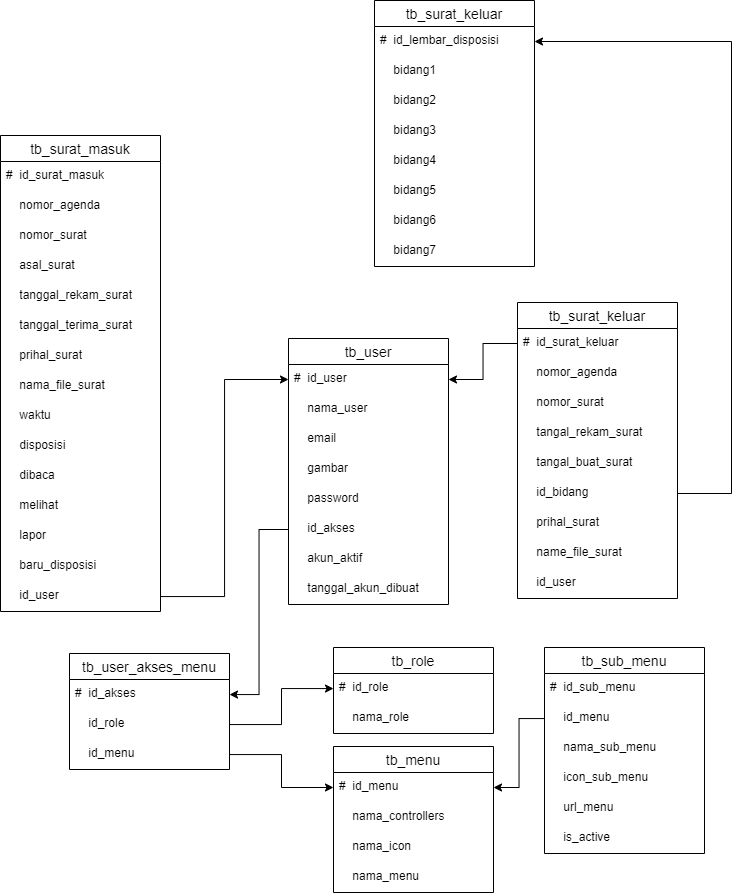 tb_surat_keluar
# id_lembar_disposisi
bidang1
bidang2
bidang3
bidang4
bidang5
bidang6
bidang7
tb_surat_masuk
# id_surat_masuk
nomor_agenda
nomor_surat
asal_surat
tanggal_rekam_surat
tanggal_terima_surat
prihal_surat
nama_file_surat
waktu
disposisi
dibaca
melihat
lapor
baru_disposisi
id_user
tb_user
# id_user
nama_user
email
gambar
password
id_akses
akun_aktif
tanggal_akun_dibuat
tb_surat_keluar
# id_surat_keluar
nomor_agenda
nomor_surat
tangal_rekam_surat
tangal_buat_surat
id_bidang
prihal_surat
name_file_surat
id_user
tb_user_akses_menu
# id_akses
id_role
id_menu
tb_role
# id_role
nama_role
tb_menu
# id_menu
nama_controllers
nama_icon
nama_menu
tb_sub_menu
# id_sub_menu
id_menu
nama_sub_menu
icon_sub_menu
url_menu
is_active